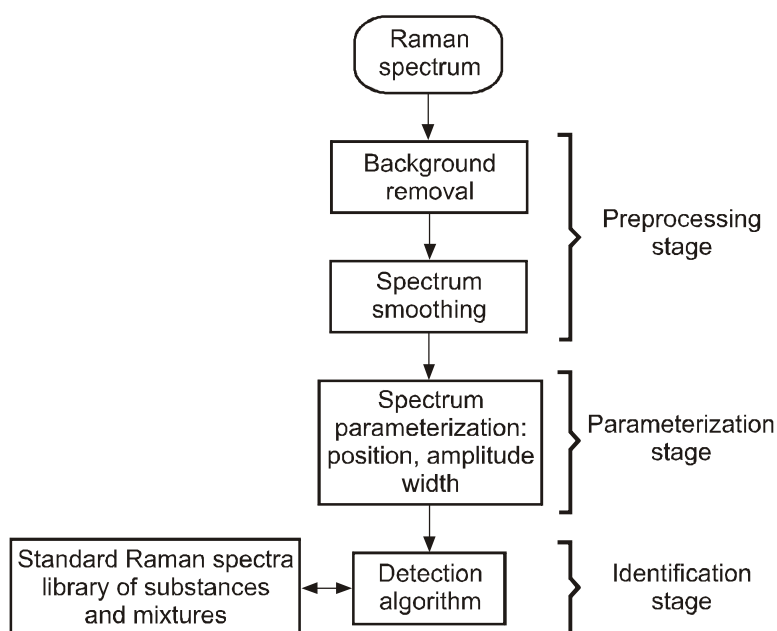 Raman
spectrum
Background
removal
Preprocessing
stage
Spectrum
smoothing
Spectrum
parameterization:
position, amplitude
width
Parameterization
stage
Standard Raman spectra
library of substances
and mixtures
Detection
algorithm
Identification
stage